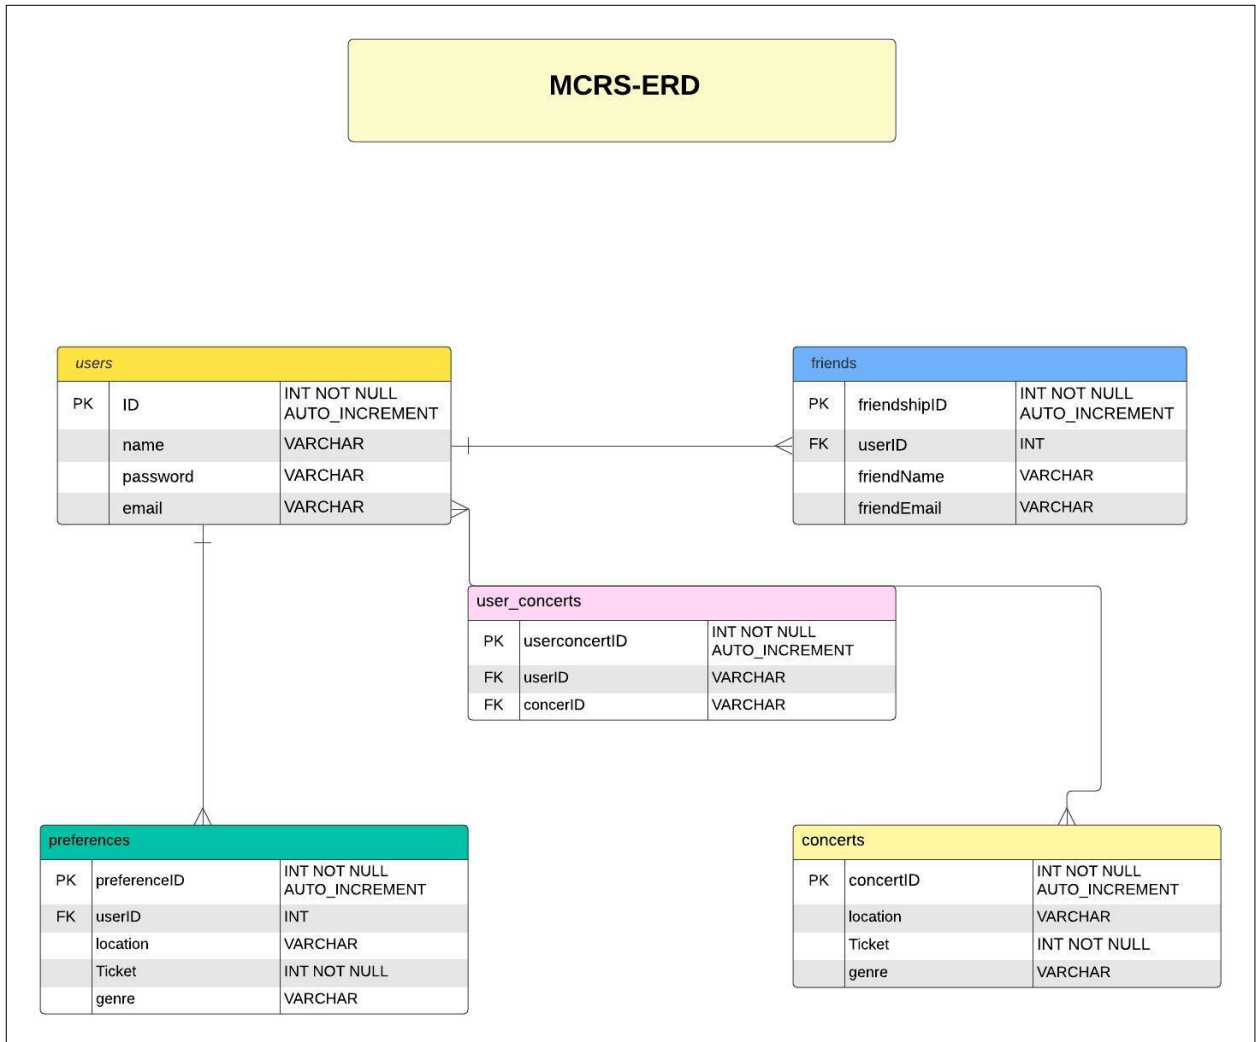 MCRS-ERD
users
PK ID INT NOT NULL
AUTO_INCREMENT
name VARCHAR
password VARCHAR
email VARCHAR
friends
PK friendshipID INT NOT NULL
AUTO_INCREMENT
FK userID INT
friendName VARCHAR
friendEmail VARCHAR
user_concerts
PK userconcertID INT NOT NULL
AUTO_INCREMENT
FK userID VARCHAR
FK concerID VARCHAR
preferences
PK preferenceID INT NOT NULL
AUTO_INCREMENT
FK userID INT
location VARCHAR
Ticket INT NOT NULL
genre VARCHAR
concerts
PK concertID INT NOT NULL
AUTO_INCREMENT
location VARCHAR
Ticket INT NOT NULL
genre VARCHAR